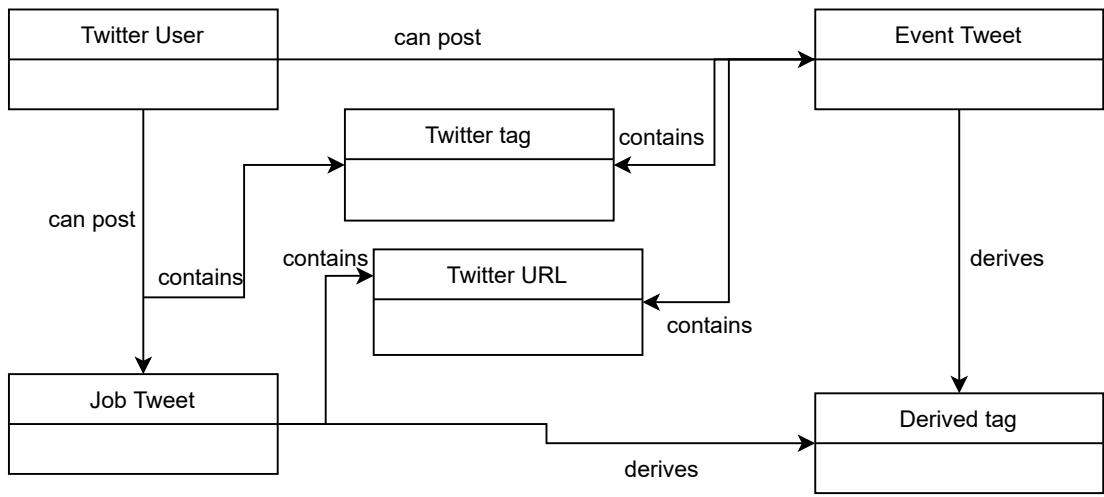 Twitter User
can post
Event Tweet
Twitter tag
contains
can post
contains
contains
Twitter URL
derives
contains
Job Tweet
Derived tag
derives